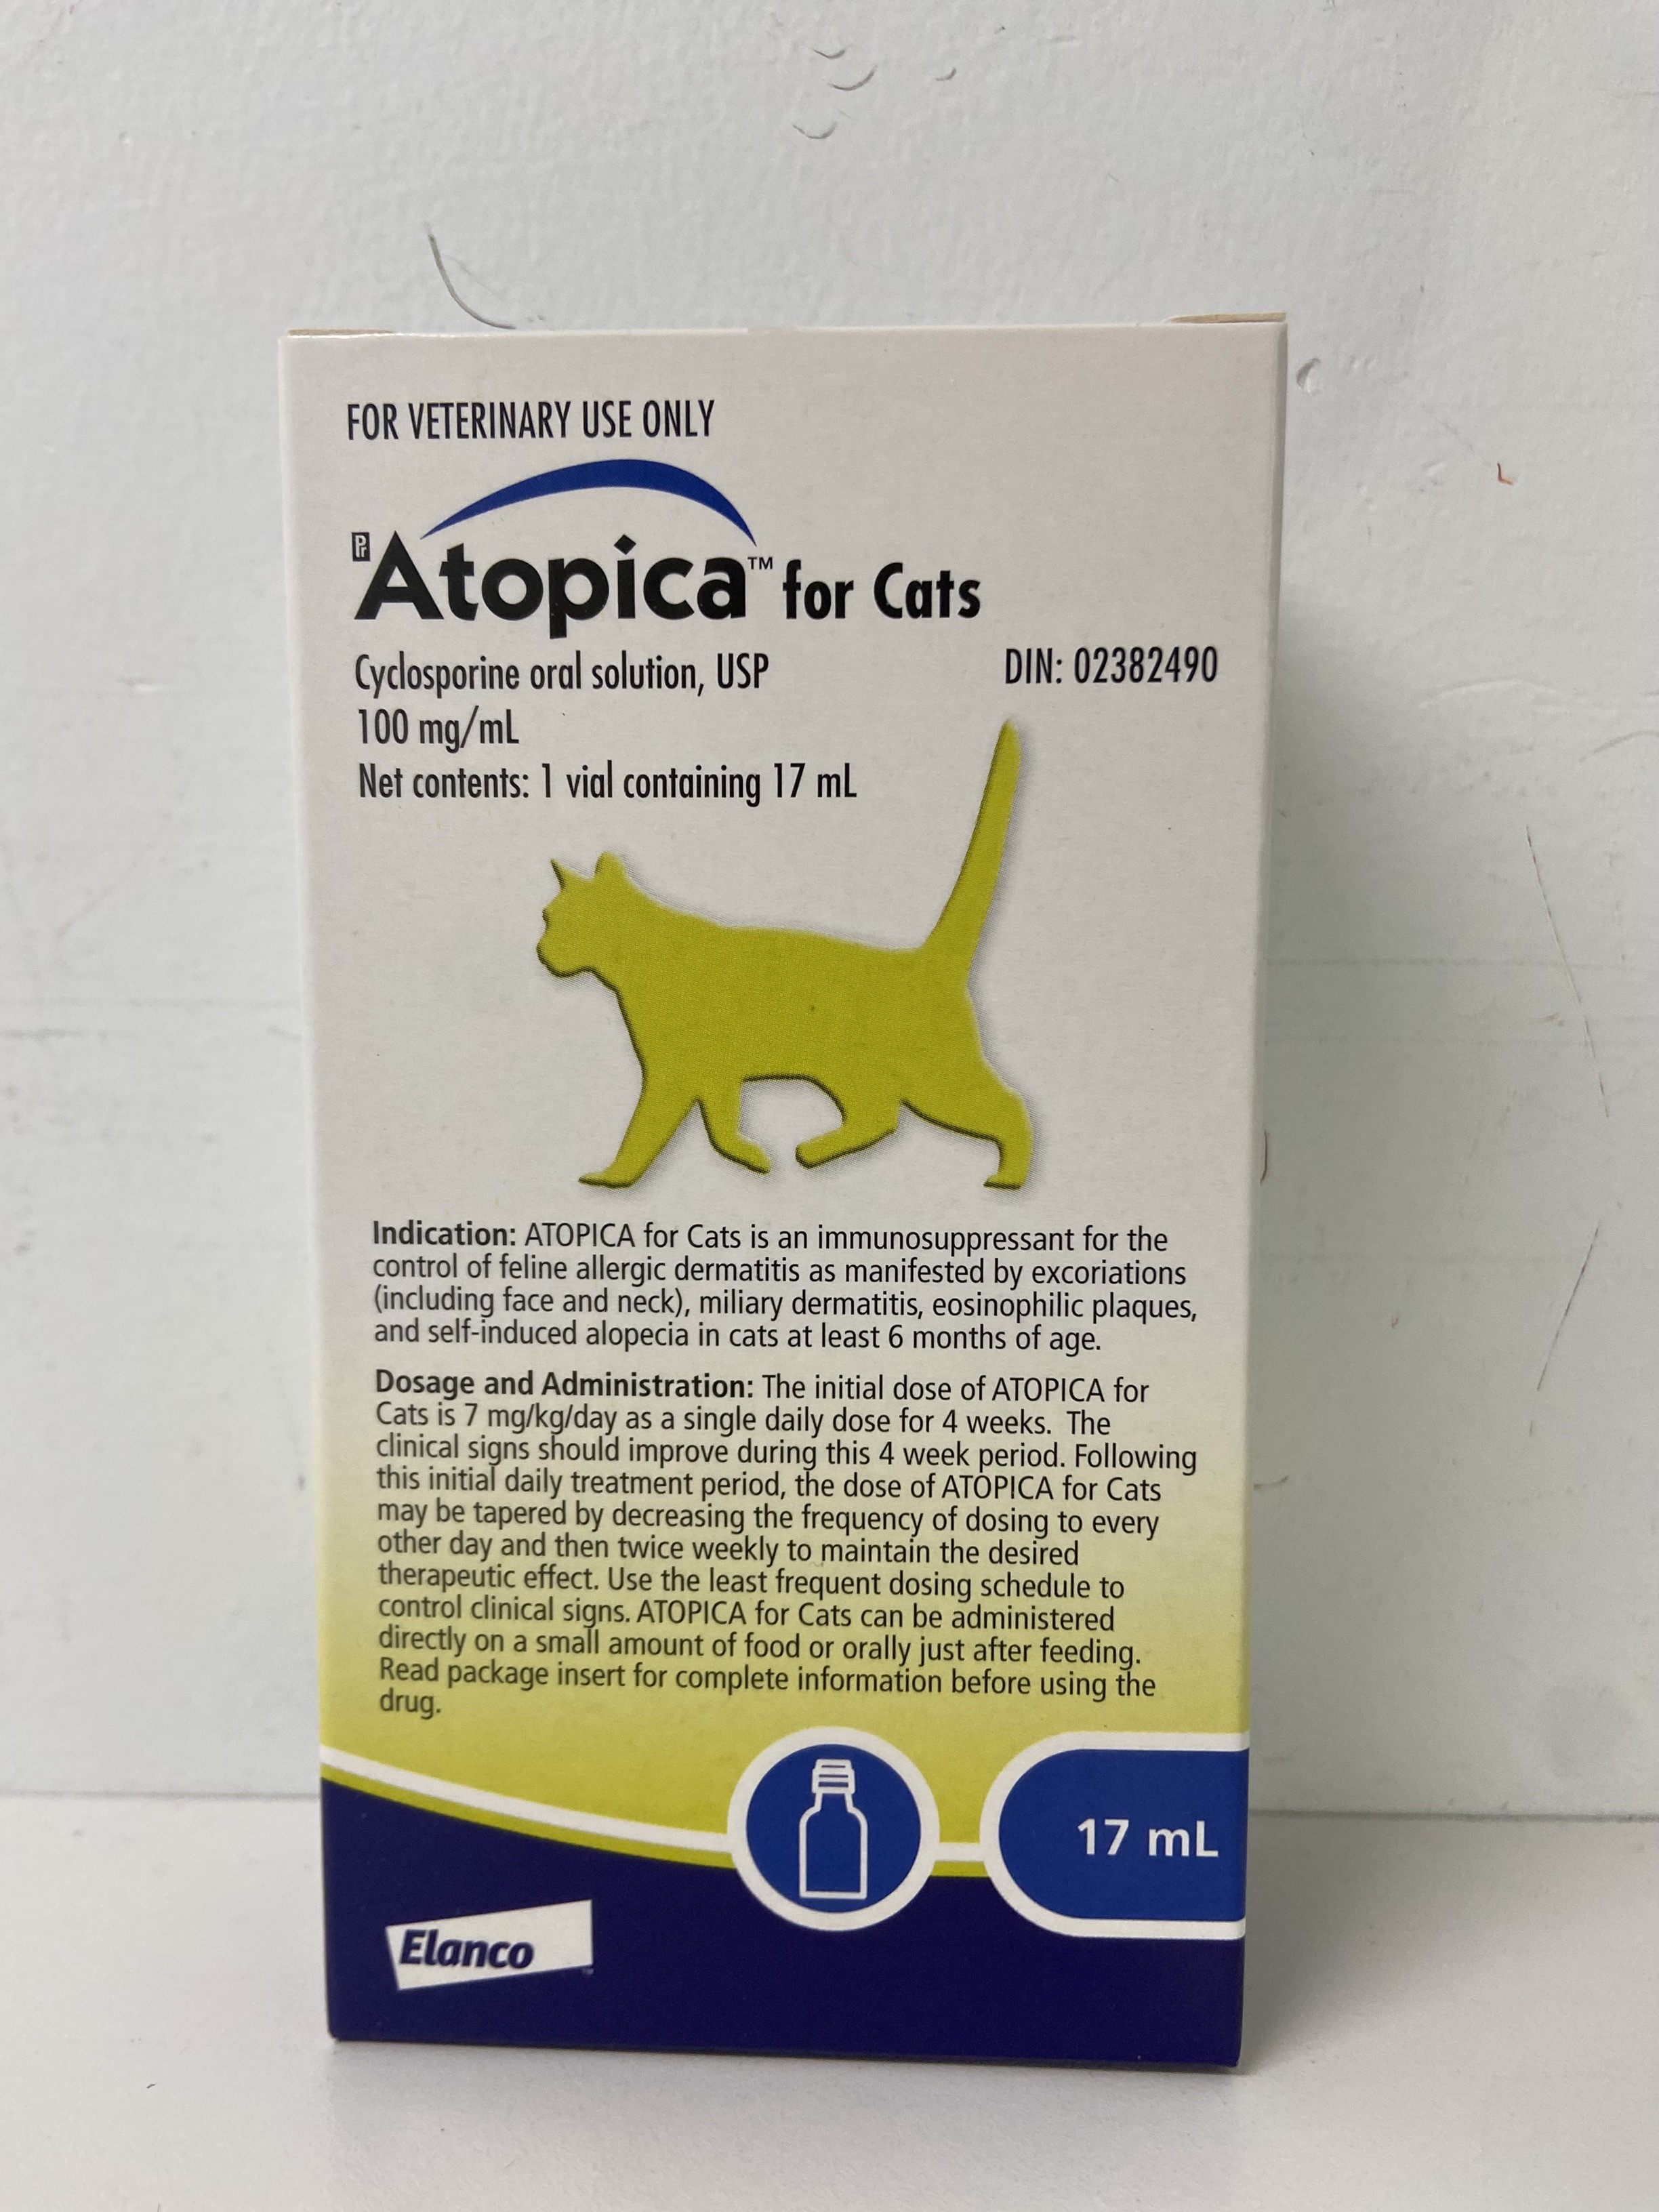 FOR VETERINARY USE ONLY
Pr Atopica™ for Cats
Cyclosporine oral solution, USP
DIN: 02382490
100 mg/mL
Net contents: 1 vial containing 17 mL
Indication: ATOPICA for Cats is an immunosuppressant for the
control of feline allergic dermatitis as manifested by excoriations
(including face and neck), miliary dermatitis, eosinophilic plaques,
and self-induced alopecia in cats at least 6 months of age.
Dosage and Administration: The initial dose of ATOPICA for
Cats is 7 mg/kg/day as a single daily dose for 4 weeks. The
clinical signs should improve during this 4 week period. Following
this initial daily treatment period, the dose of ATOPICA for Cats
may be tapered by decreasing the frequency of dosing to every
other day and then twice weekly to maintain the desired
therapeutic effect. Use the least frequent dosing schedule to
control clinical signs. ATOPICA for Cats can be administered
directly on a small amount of food or orally just after feeding.
Read package insert for complete information before using the
drug.
17 mL
Elanco™